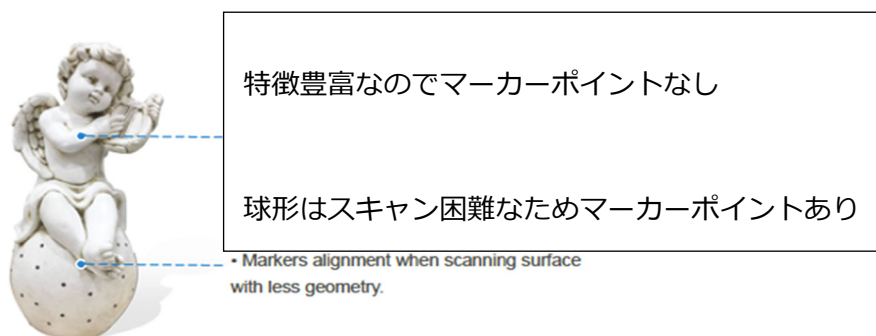 特徴豊富なのでマーカーポイントなし
球形はスキャン困難なためマーカーポイントあり
• Markers alignment when scanning surface
with less geometry.